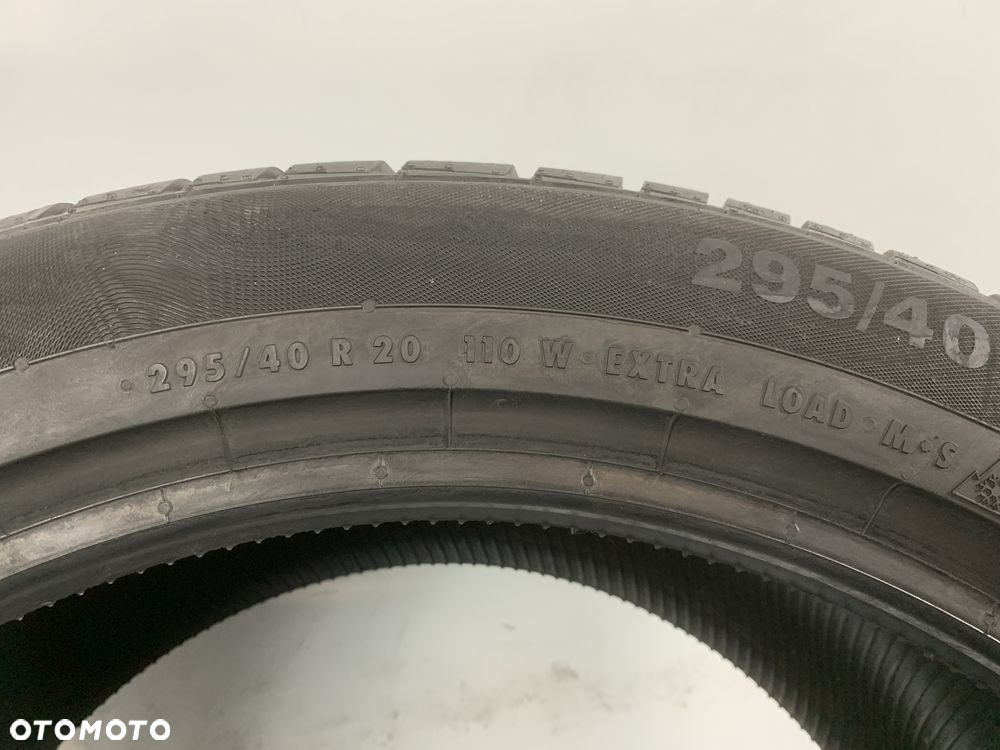 295/40
295/40 R 20 110 W • EXTRA LOAD • M+S
OTOMOTO